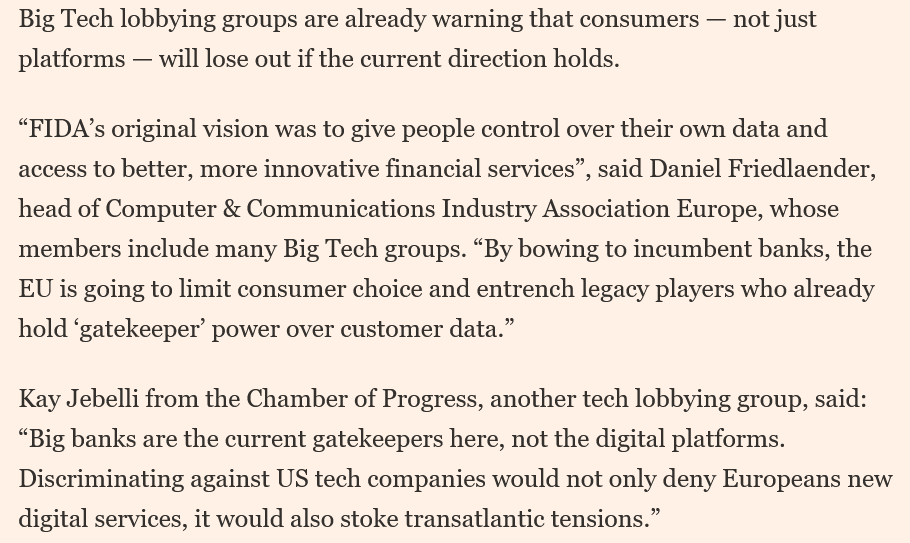 Big Tech lobbying groups are already warning that consumers — not just
platforms — will lose out if the current direction holds.
“FIDA’s original vision was to give people control over their own data and
access to better, more innovative financial services”, said Daniel Friedlaender,
head of Computer & Communications Industry Association Europe, whose
members include many Big Tech groups. “By bowing to incumbent banks, the
EU is going to limit consumer choice and entrench legacy players who already
hold ‘gatekeeper’ power over customer data.”
Kay Jebelli from the Chamber of Progress, another tech lobbying group, said:
“Big banks are the current gatekeepers here, not the digital platforms.
Discriminating against US tech companies would not only deny Europeans new
digital services, it would also stoke transatlantic tensions.”